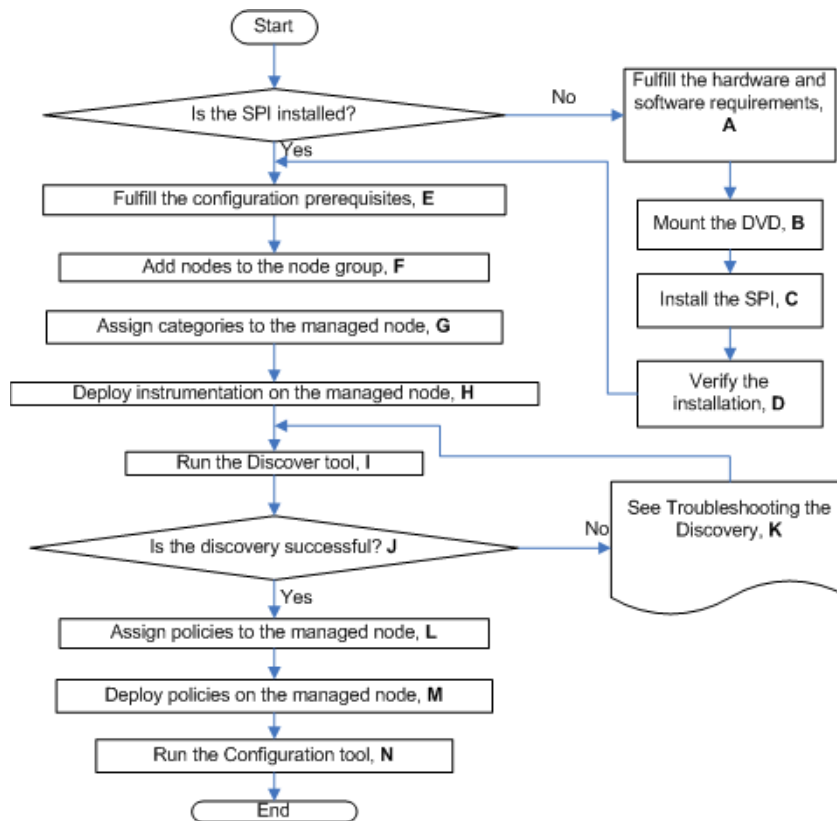 Start
Is the SPI installed?
No
Yes
Fulfill the hardware and
software requirements,
A
Mount the DVD, B
Install the SPI, C
Verify the
installation, D
Fulfill the configuration prerequisites, E
Add nodes to the node group, F
Assign categories to the managed node, G
Deploy instrumentation on the managed node, H
Run the Discover tool, I
Is the discovery successful? J
No
See Troubleshooting the
Discovery, K
Yes
Assign policies to the managed node, L
Deploy policies on the managed node, M
Run the Configuration tool, N
End